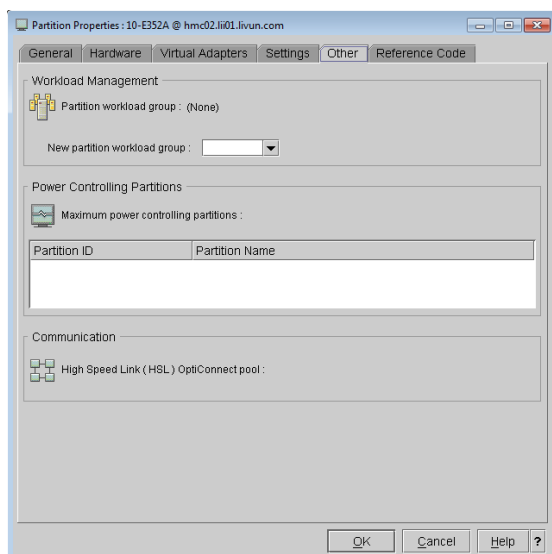 Partition Properties : 10-E352A @ hmc02.lii01.livun.com
General Hardware Virtual Adapters Settings Other Reference Code
Workload Management
Partition workload group : (None)
New partition workload group :
Power Controlling Partitions
Maximum power controlling partitions :
Partition ID Partition Name
Communication
High Speed Link ( HSL ) OptiConnect pool :
OK Cancel Help ?